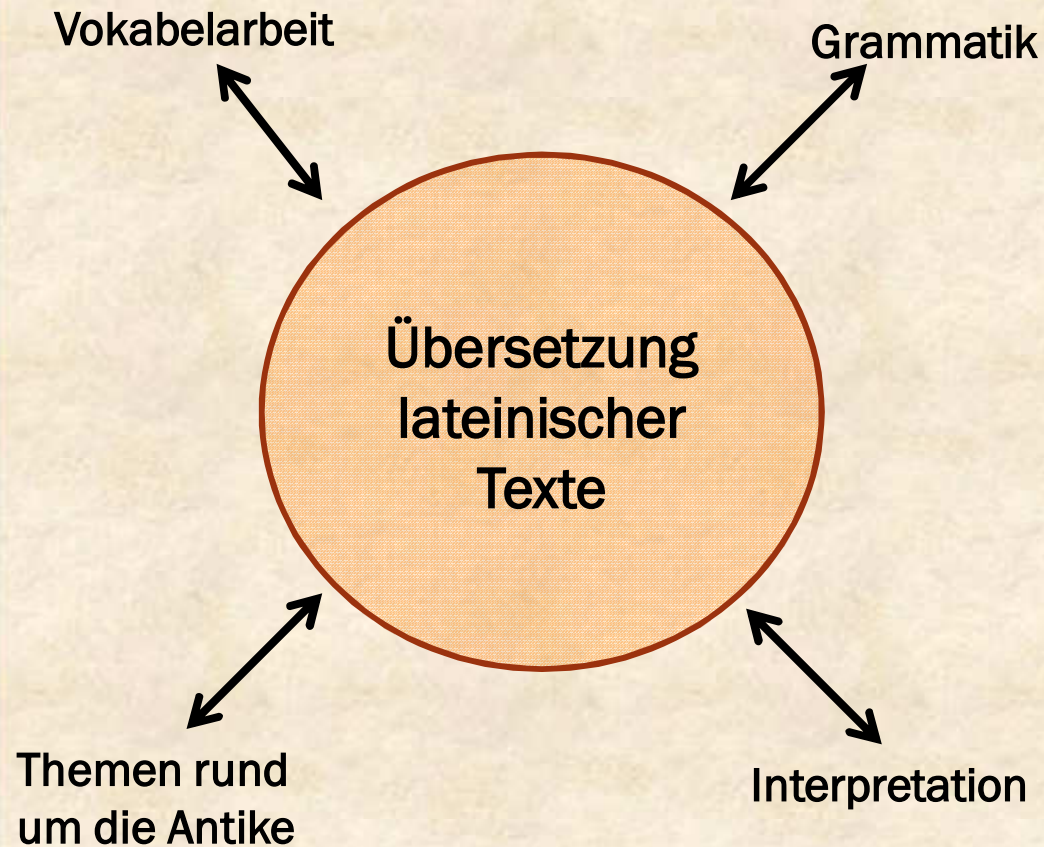 Vokabelarbeit
Grammatik
Übersetzung
lateinischer
Texte
Themen rund
um die Antike
Interpretation